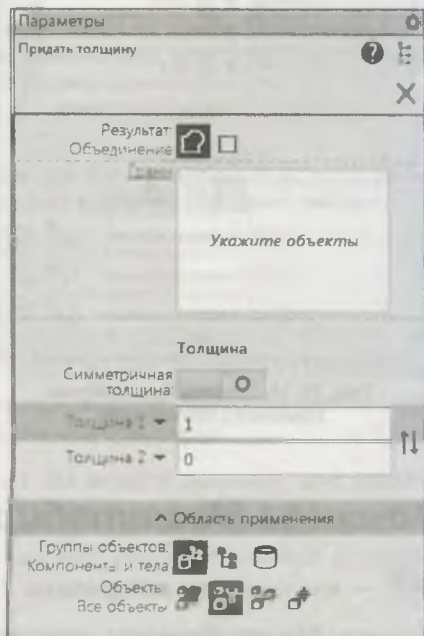 Параметры
Придать толщину
Результат:
Объединение
Грани
Укажите объекты
Толщина
Симметричная
толщина:
Толщина 1
1
Толщина 2
0
Область применения
Группы объектов:
Компоненты и тела
Объекты:
Все объекты